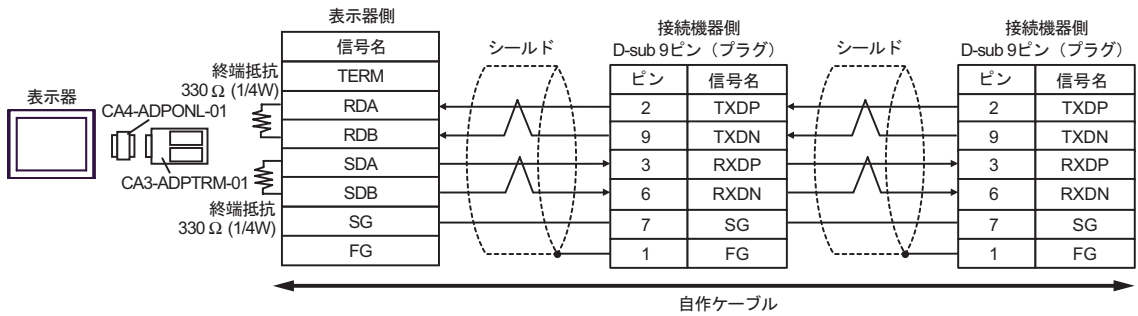 表示器側
信号名
TERM
RDA
RDB
SDA
SDB
SG
FG
終端抵抗
330 Ω (1/4W)
表示器
CA4-ADPONL-01
CA3-ADPTRM-01
終端抵抗
330 Ω (1/4W)
シールド
接続機器側
D-sub 9ピン（プラグ）
ピン 信号名
2 TXDP
9 TXDN
3 RXDP
6 RXDN
7 SG
1 FG
シールド
接続機器側
D-sub 9ピン（プラグ）
ピン 信号名
2 TXDP
9 TXDN
3 RXDP
6 RXDN
7 SG
1 FG
自作ケーブル